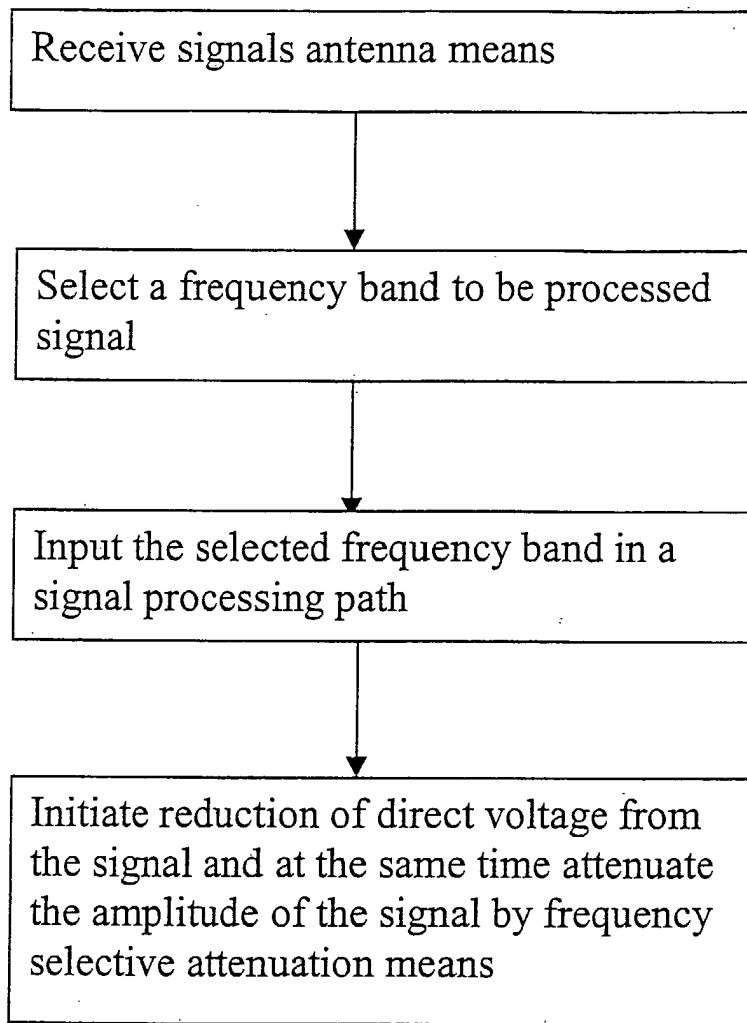 Receive signals antenna means
Select a frequency band to be processed
signal
Input the selected frequency band in a
signal processing path
Initiate reduction of direct voltage from
the signal and at the same time attenuate
the amplitude of the signal by frequency
selective attenuation means